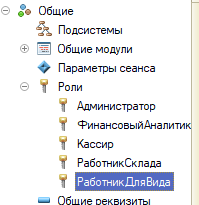 Общие
Подсистемы
Общие модули
Параметры сеанса
Роли
Администратор
ФинансовыйАналитик
Кассир
РаботникСклада
РаботникДляВида
Общие реквизиты